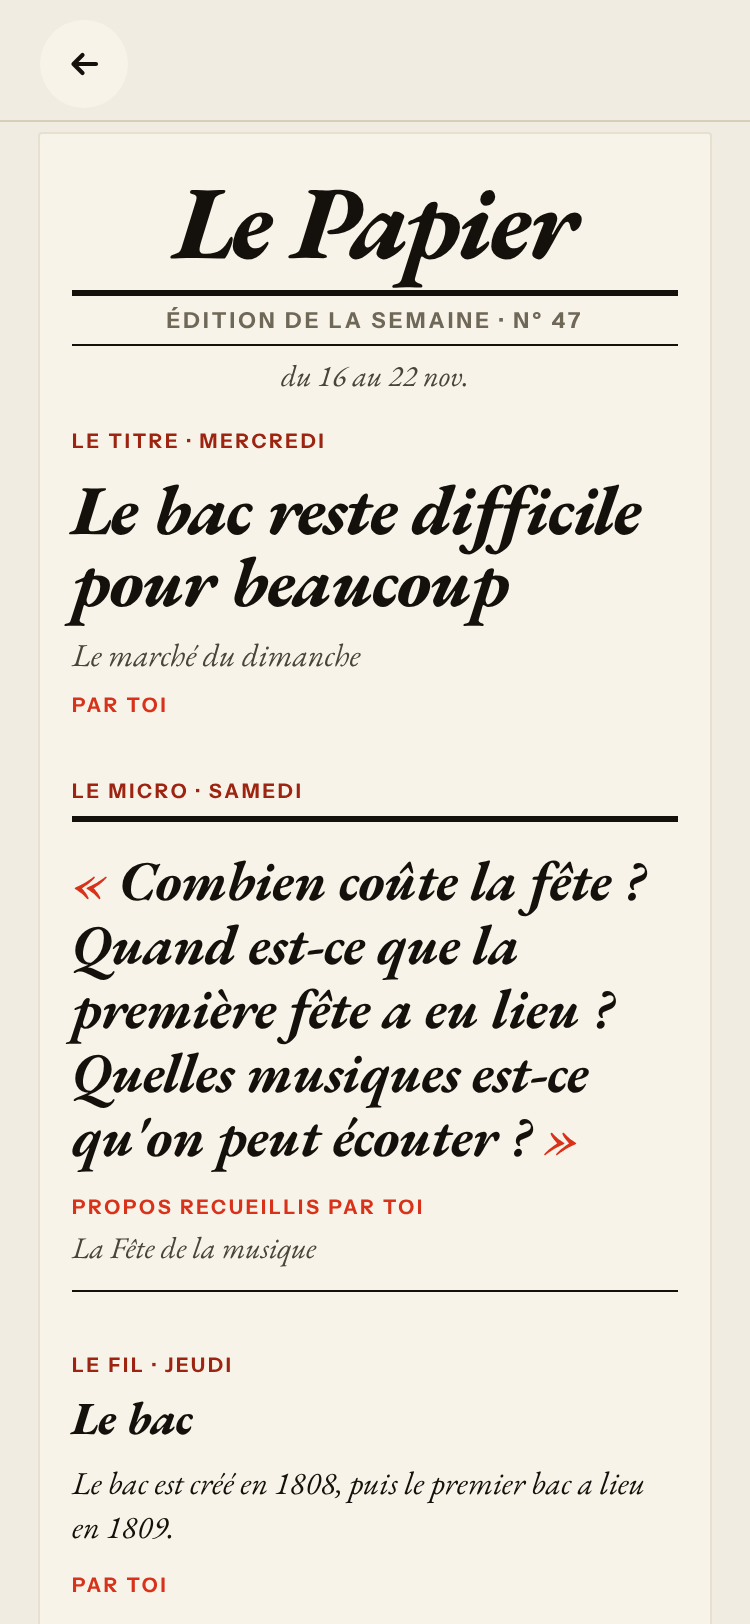 Le Papier
ÉDITION DE LA SEMAINE · N° 47
du 16 au 22 nov.
LE TITRE · MERCREDI
Le bac reste difficile
pour beaucoup
Le marché du dimanche
PAR TOI
LE MICRO · SAMEDI
« Combien coûte la fête ?
Quand est-ce que la
première fête a eu lieu ?
Quelles musiques est-ce
qu'on peut écouter ? »
PROPOS RECUEILLIS PAR TOI
La Fête de la musique
LE FIL · JEUDI
Le bac
Le bac est créé en 1808, puis le premier bac a lieu
en 1809.
PAR TOI